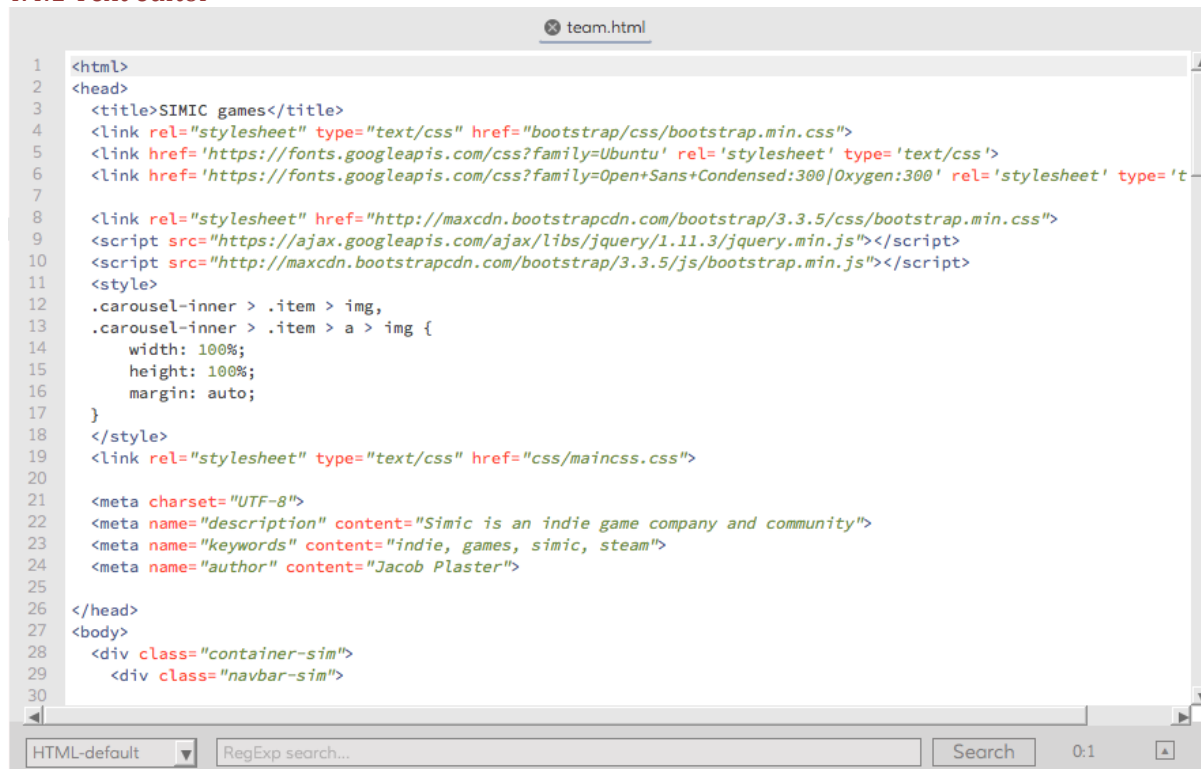 team.html
1 <html>
2 <head>
3 <title>SIMIC games</title>
4 <link rel="stylesheet" type="text/css" href="bootstrap/css/bootstrap.min.css">
5 <link href='https://fonts.googleapis.com/css?family=Ubuntu' rel='stylesheet' type='text/css'>
6 <link href='https://fonts.googleapis.com/css?family=Open+Sans+Condensed:300|Oxygen:300' rel='stylesheet' type='t
7
8 <link rel="stylesheet" href="http://maxcdn.bootstrapcdn.com/bootstrap/3.3.5/css/bootstrap.min.css">
9 <script src="https://ajax.googleapis.com/ajax/libs/jquery/1.11.3/jquery.min.js"></script>
10 <script src="http://maxcdn.bootstrapcdn.com/bootstrap/3.3.5/js/bootstrap.min.js"></script>
11 <style>
12 .carousel-inner > .item > img,
13 .carousel-inner > .item > a > img {
14 width: 100%;
15 height: 100%;
16 margin: auto;
17 }
18 </style>
19 <link rel="stylesheet" type="text/css" href="css/maincss.css">
20
21 <meta charset="UTF-8">
22 <meta name="description" content="Simic is an indie game company and community">
23 <meta name="keywords" content="indie, games, simic, steam">
24 <meta name="author" content="Jacob Plaster">
25
26 </head>
27 <body>
28 <div class="container-sim">
29 <div class="navbar-sim">
30
HTML-default RegExp search... Search 0:1